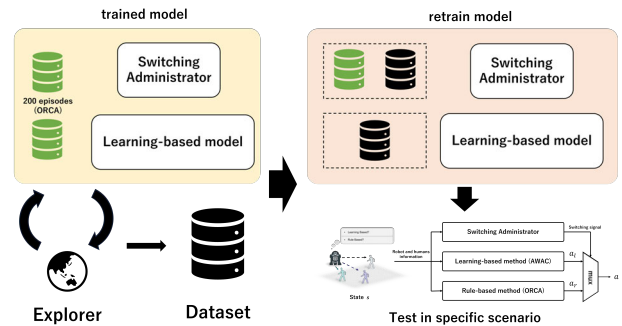 trained model
Switching
Administrator
200 episodes
(ORCA)
Learning-based model
Explorer
Dataset
retrain model
Switching
Administrator
Learning-based model
Learning-Based?
Rule-Based?
Robot and humans
information
State s
Switching Administrator
Switching signal
Learning-based method (AWAC)
a_l
Rule-based method (ORCA)
a_r
mux
a
Test in specific scenario